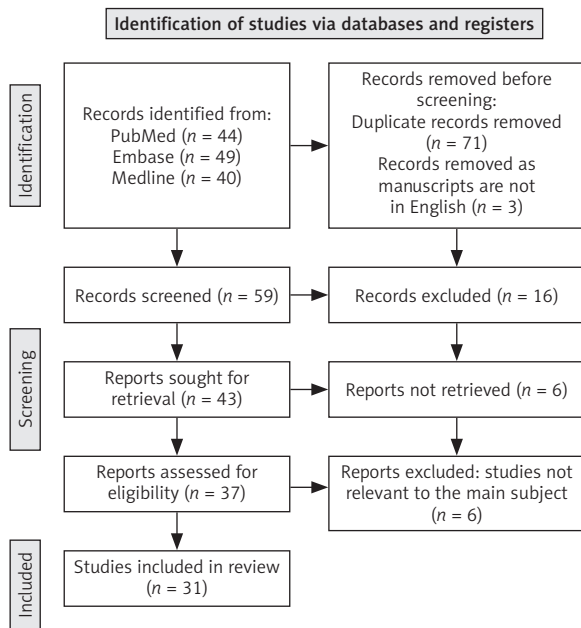 Identification of studies via databases and registers
Identification
Records identified from:
PubMed (n = 44)
Embase (n = 49)
Medline (n = 40)
Records removed before
screening:
Duplicate records removed
(n = 71)
Records removed as
manuscripts are not
in English (n = 3)
Screening
Records screened (n = 59)
Records excluded (n = 16)
Reports sought for
retrieval (n = 43)
Reports not retrieved (n = 6)
Reports assessed for
eligibility (n = 37)
Reports excluded: studies not
relevant to the main subject
(n = 6)
Included
Studies included in review
(n = 31)